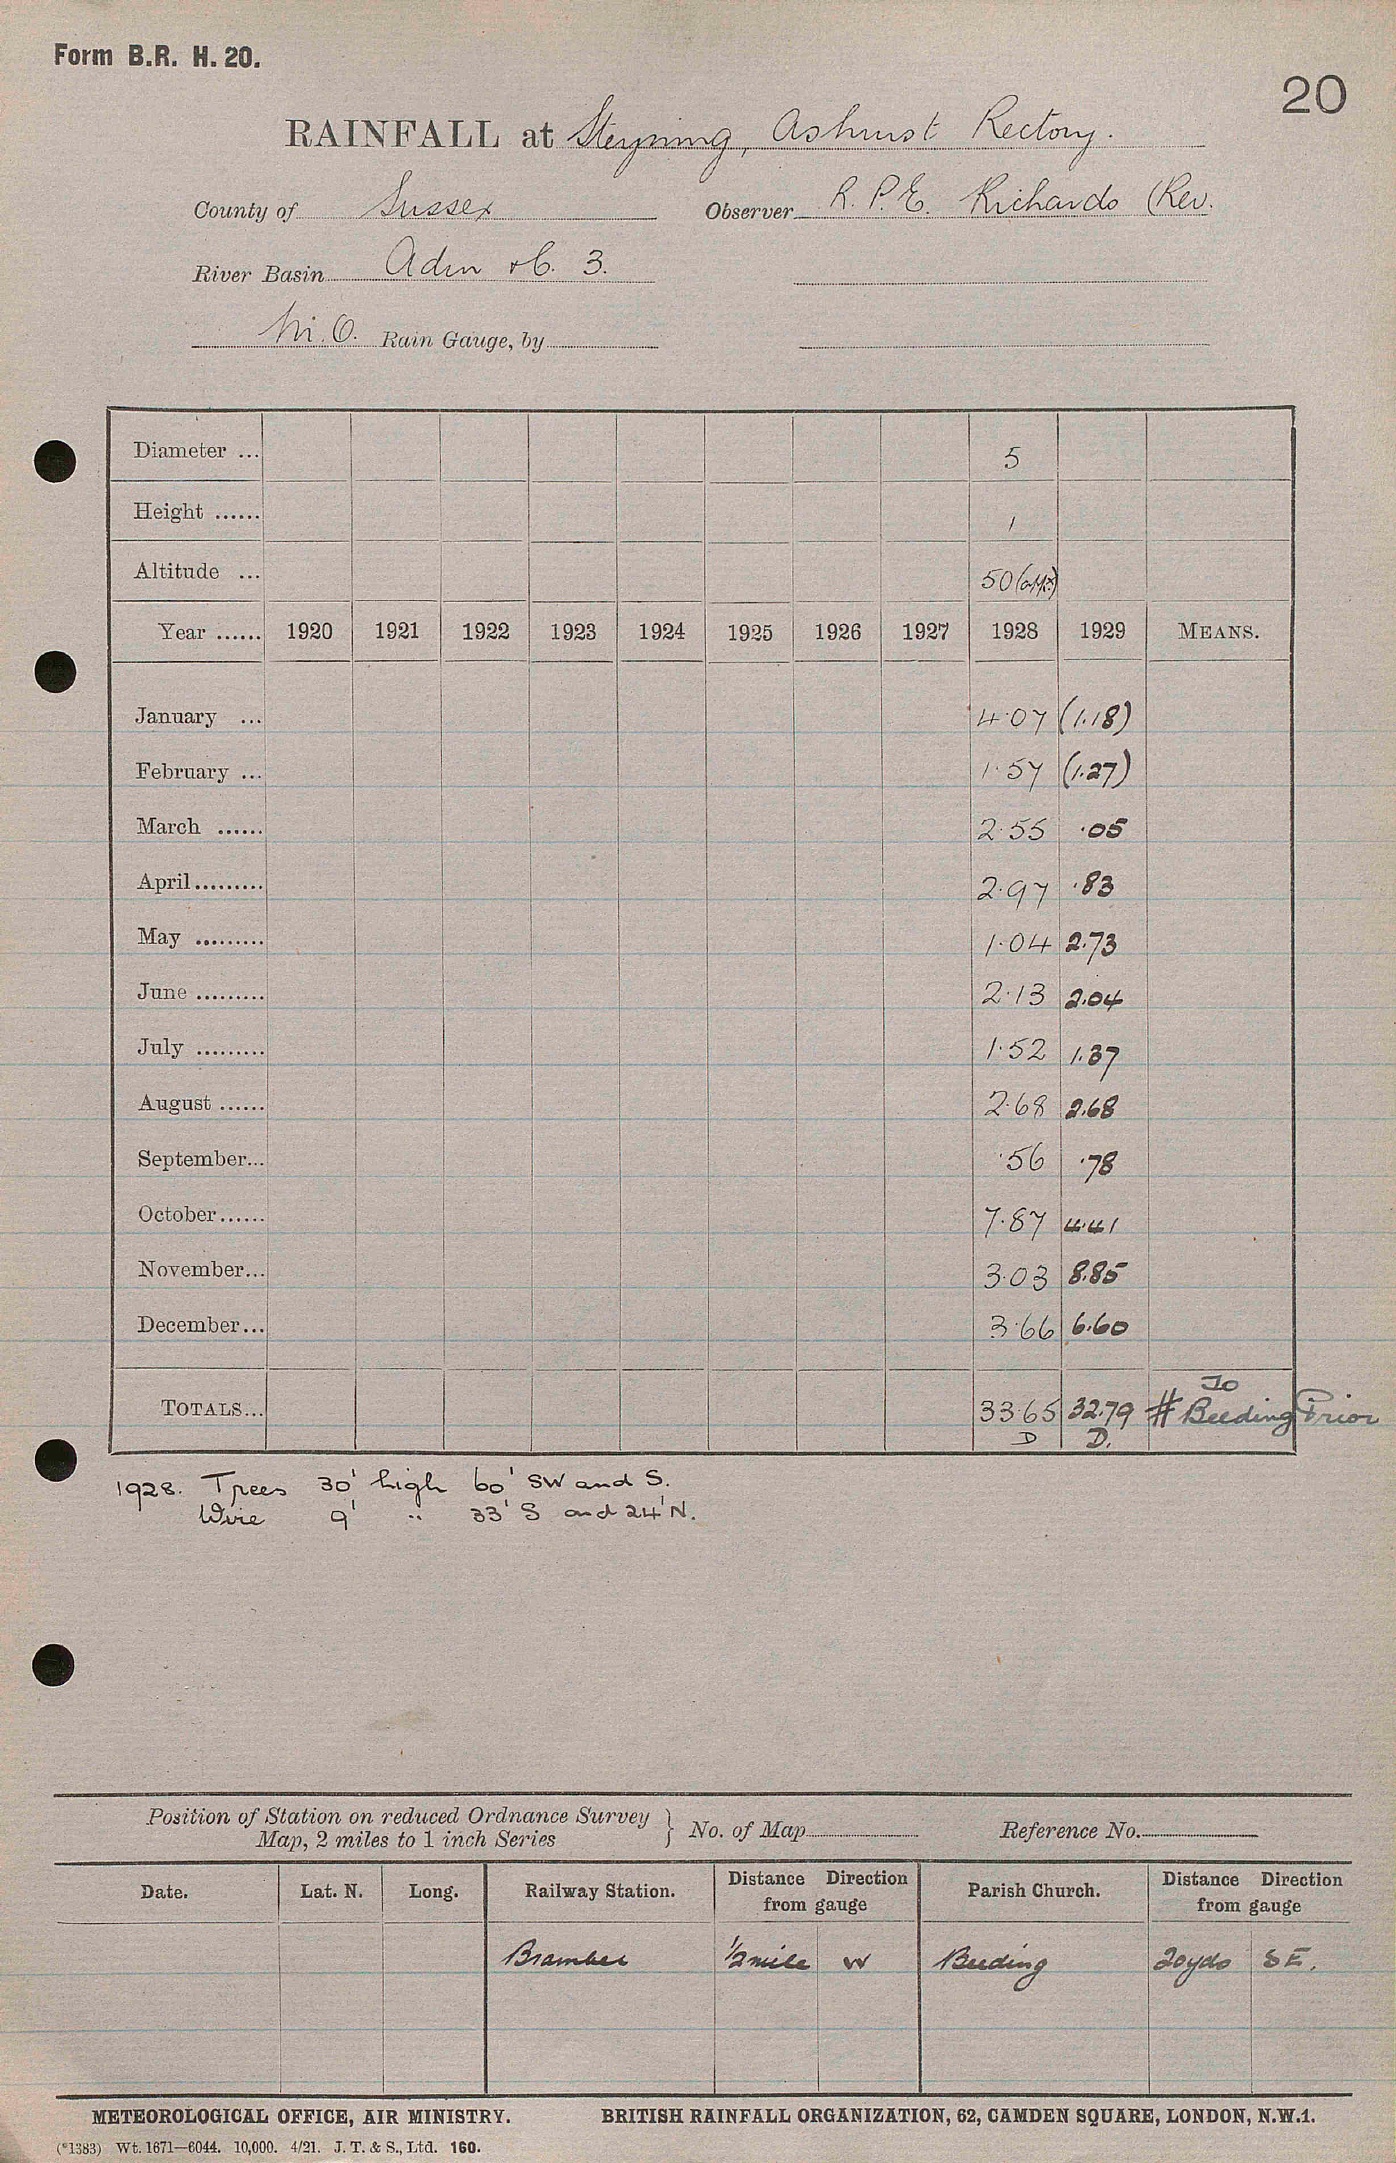 Form B.R. H. 20.
20
RAINFALL at Steyning, Ashurst Rectory.
County of Sussex Observer R. P. E. Richards (Rev.
River Basin Adur &c. 3.
M.O. Rain Gauge, by
Diameter ... 5
Height ...... 1
Altitude ... 50 (apx.)
Year ...... 1920 1921 1922 1923 1924 1925 1926 1927 1928 1929 MEANS.
January ... 4.07 (1.18)
February ... 1.57 (1.27)
March ...... 2.55 .05
April ......... 2.97 .83
May ......... 1.04 2.73
June ......... 2.13 2.04
July ......... 1.52 1.37
August ...... 2.68 2.68
September... .56 .78
October ...... 7.87 4.41
November... 3.03 8.85
December... 3.66 6.60
To
TOTALS... 33.65 32.79 # Beeding Prior
D D.
1928. Trees 30' high 60' SW and S.
Wire 9' " 33' S and 24' N.
Position of Station on reduced Ordnance Survey
Map, 2 miles to 1 inch Series } No. of Map Reference No.
Date. Lat. N. Long. Railway Station. Distance Direction from gauge Parish Church. Distance Direction from gauge
Bramber 1/2 mile W Beeding 20yds SE.
METEOROLOGICAL OFFICE, AIR MINISTRY. BRITISH RAINFALL ORGANIZATION, 62, CAMDEN SQUARE, LONDON, N.W.1.
(*1383) Wt. 1671—6044. 10,000. 4/21. J. T. & S., Ltd. 160.